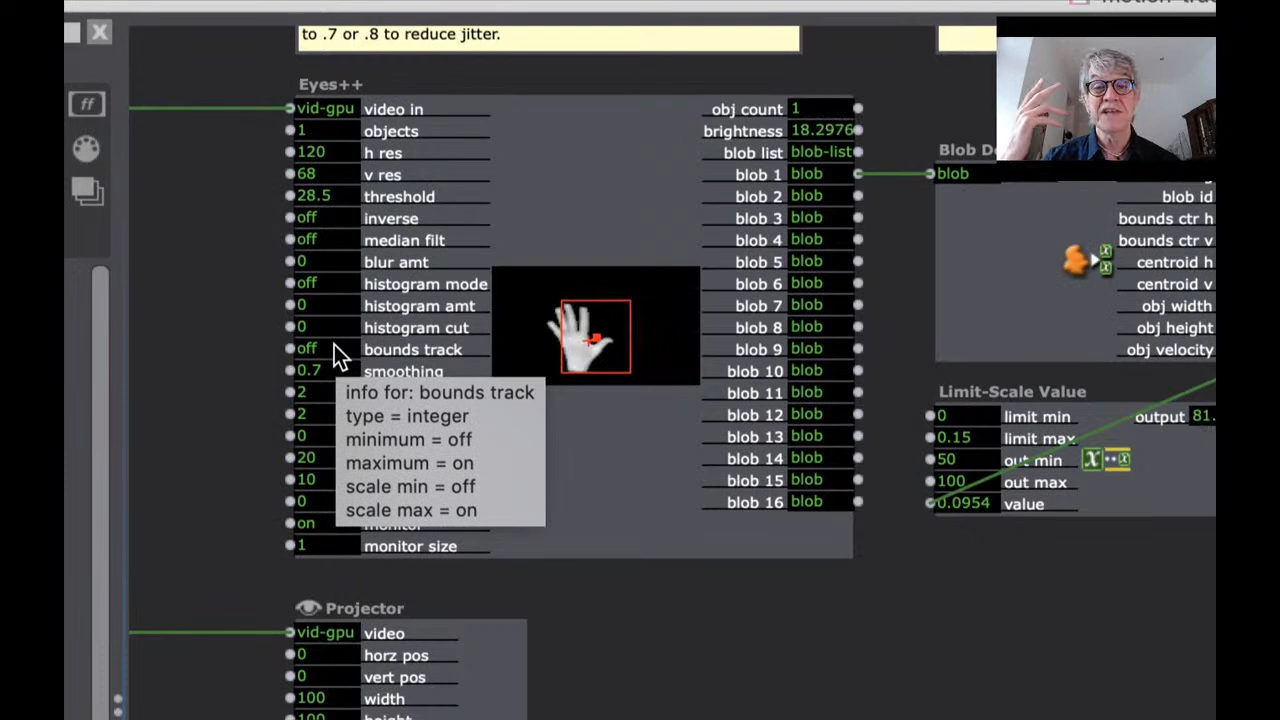 to .7 or .8 to reduce jitter.
Eyes++
vid-gpu video in
1 objects
120 h res
68 v res
28.5 threshold
off inverse
off median filt
0 blur amt
off histogram mode
0 histogram amt
0 histogram cut
off bounds track
0.7 smoothing
2
2
0
20
10
0
on
1 monitor size
info for: bounds track
type = integer
minimum = off
maximum = on
scale min = off
scale max = on
obj count 1
brightness 18.2976
blob list blob-list
blob 1 blob
blob 2 blob
blob 3 blob
blob 4 blob
blob 5 blob
blob 6 blob
blob 7 blob
blob 8 blob
blob 9 blob
blob 10 blob
blob 11 blob
blob 12 blob
blob 13 blob
blob 14 blob
blob 15 blob
blob 16 blob
Blob D
blob
blob id
bounds ctr h
bounds ctr v
centroid h
centroid v
obj width
obj height
obj velocity
Limit-Scale Value
0 limit min output 81.
0.15 limit max
50 out min
100 out max
0.0954 value
Projector
vid-gpu video
0 horz pos
0 vert pos
100 width
ff